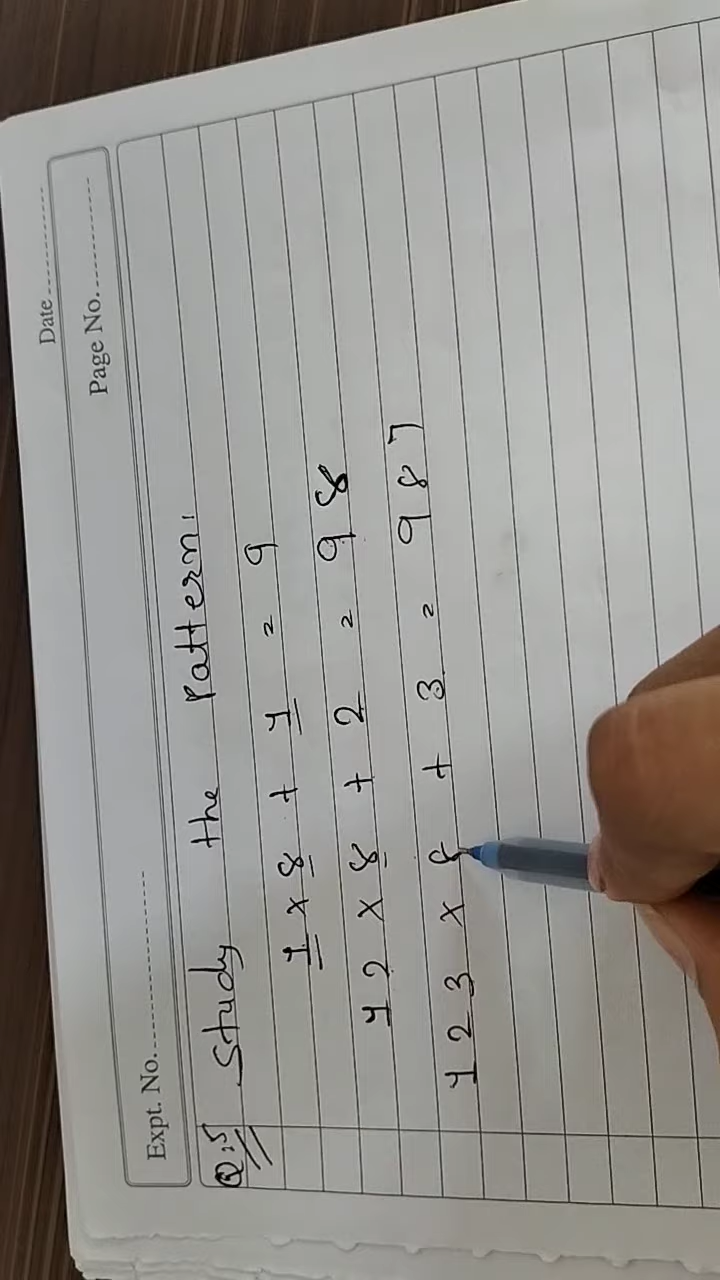 Date
Page No.
Expt. No.
Q:5 Study the Pattern.
1 x 8 + 1 = 9
12 x 8 + 2 = 98
123 x 8 + 3 = 987